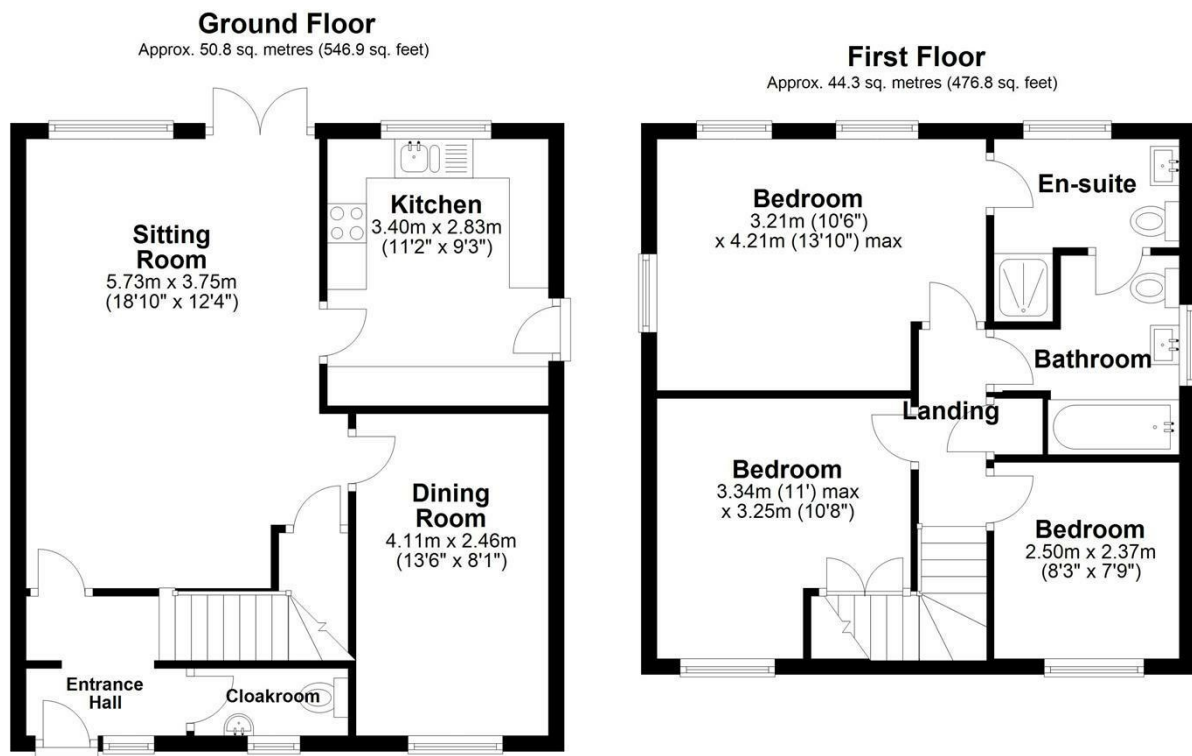 Ground Floor
Approx. 50.8 sq. metres (546.9 sq. feet)
Sitting
Room
5.73m x 3.75m
(18'10" x 12'4")
Kitchen
3.40m x 2.83m
(11'2" x 9'3")
Dining
Room
4.11m x 2.46m
(13'6" x 8'1")
Entrance
Hall
Cloakroom
First Floor
Approx. 44.3 sq. metres (476.8 sq. feet)
Bedroom
3.21m (10'6")
x 4.21m (13'10") max
En-suite
Bathroom
Landing
Bedroom
3.34m (11') max
x 3.25m (10'8")
Bedroom
2.50m x 2.37m
(8'3" x 7'9")